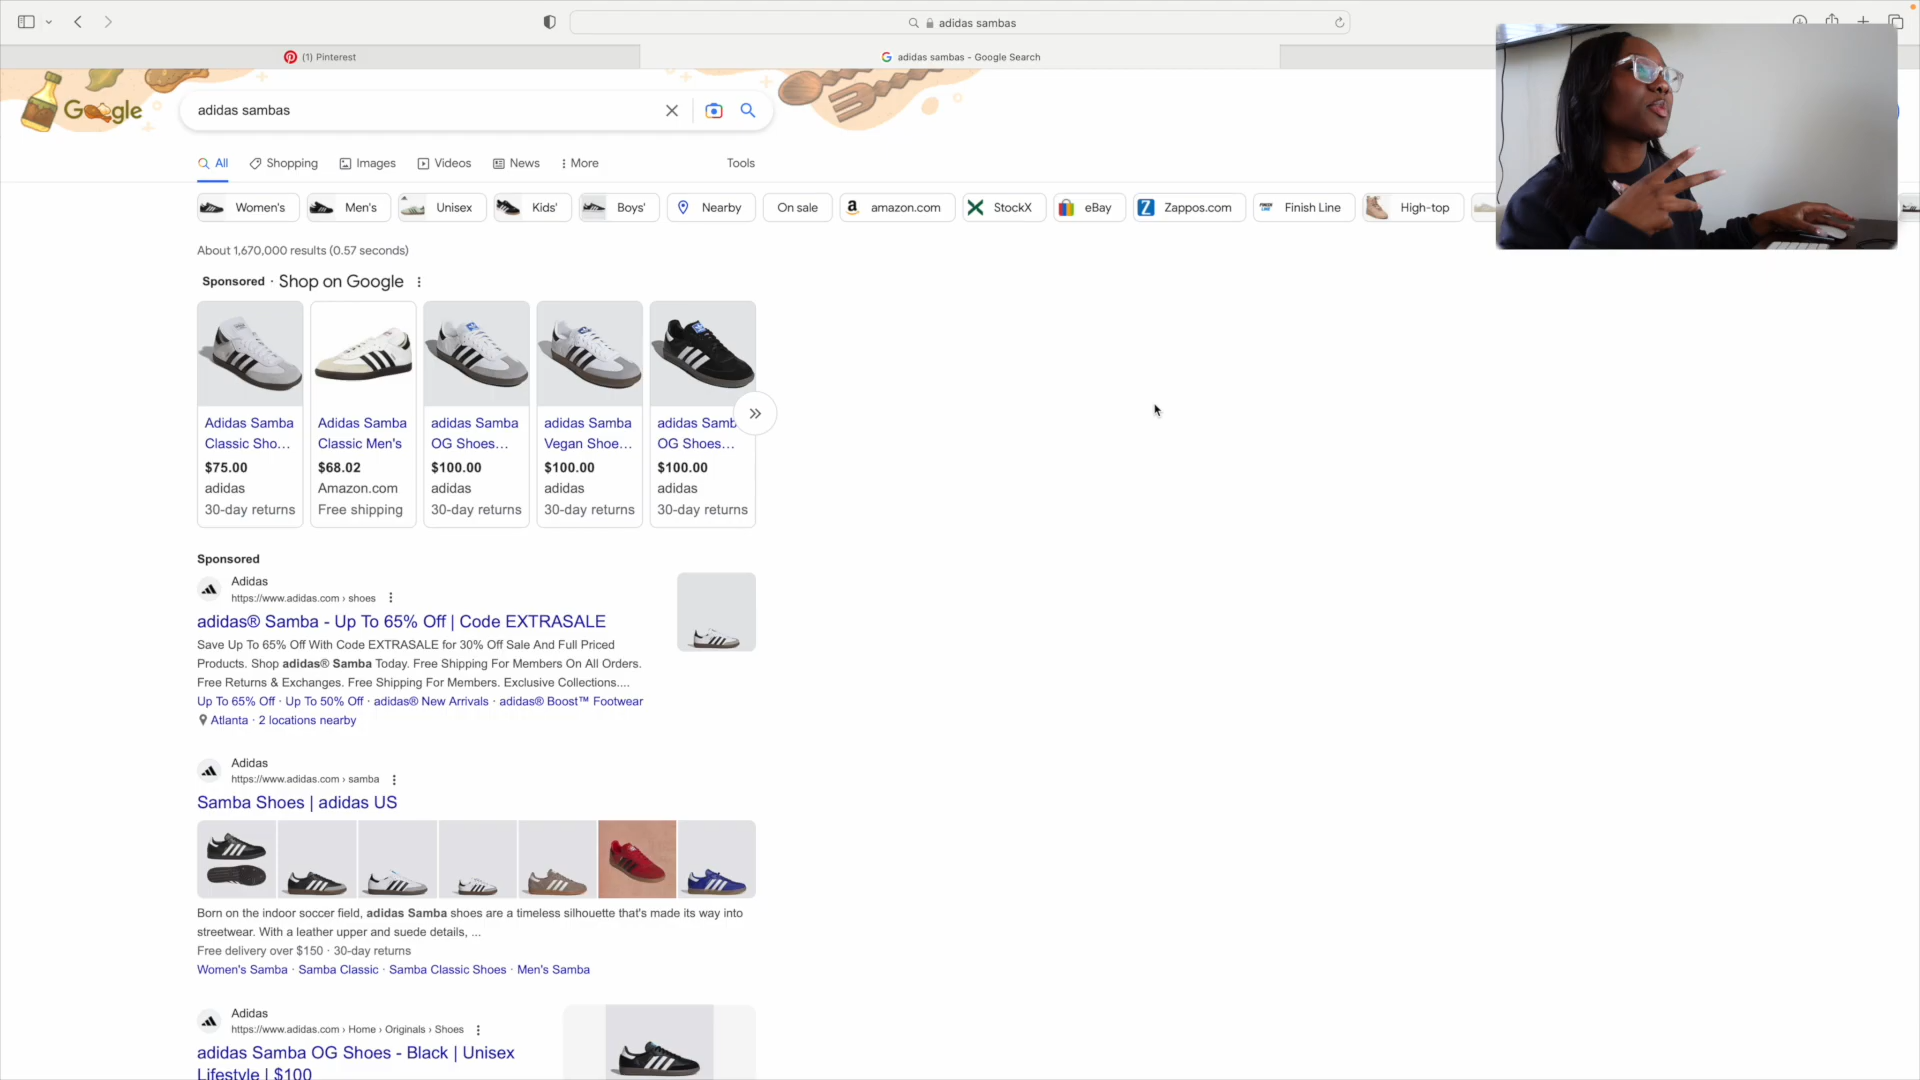 adidas sambas
(1) Pinterest
adidas sambas - Google Search
Google
adidas sambas
All
Shopping
Images
Videos
News
More
Tools
Women's
Men's
Unisex
Kids'
Boys'
Nearby
On sale
amazon.com
StockX
eBay
Zappos.com
Finish Line
High-top
About 1,670,000 results (0.57 seconds)
Sponsored · Shop on Google
Adidas Samba
Classic Sho...
$75.00
adidas
30-day returns
Adidas Samba
Classic Men's
$68.02
Amazon.com
Free shipping
adidas Samba
OG Shoes...
$100.00
adidas
30-day returns
adidas Samba
Vegan Shoe...
$100.00
adidas
30-day returns
adidas Samb
OG Shoes...
$100.00
adidas
30-day returns
Sponsored
Adidas
https://www.adidas.com › shoes
adidas® Samba - Up To 65% Off | Code EXTRASALE
Save Up To 65% Off With Code EXTRASALE for 30% Off Sale And Full Priced
Products. Shop adidas® Samba Today. Free Shipping For Members On All Orders.
Free Returns & Exchanges. Free Shipping For Members. Exclusive Collections....
Up To 65% Off · Up To 50% Off · adidas® New Arrivals · adidas® Boost™ Footwear
Atlanta · 2 locations nearby
Adidas
https://www.adidas.com › samba
Samba Shoes | adidas US
Born on the indoor soccer field, adidas Samba shoes are a timeless silhouette that's made its way into
streetwear. With a leather upper and suede details, ...
Free delivery over $150 · 30-day returns
Women's Samba · Samba Classic · Samba Classic Shoes · Men's Samba
Adidas
https://www.adidas.com › Home › Originals › Shoes
adidas Samba OG Shoes - Black | Unisex
Lifestyle | $100